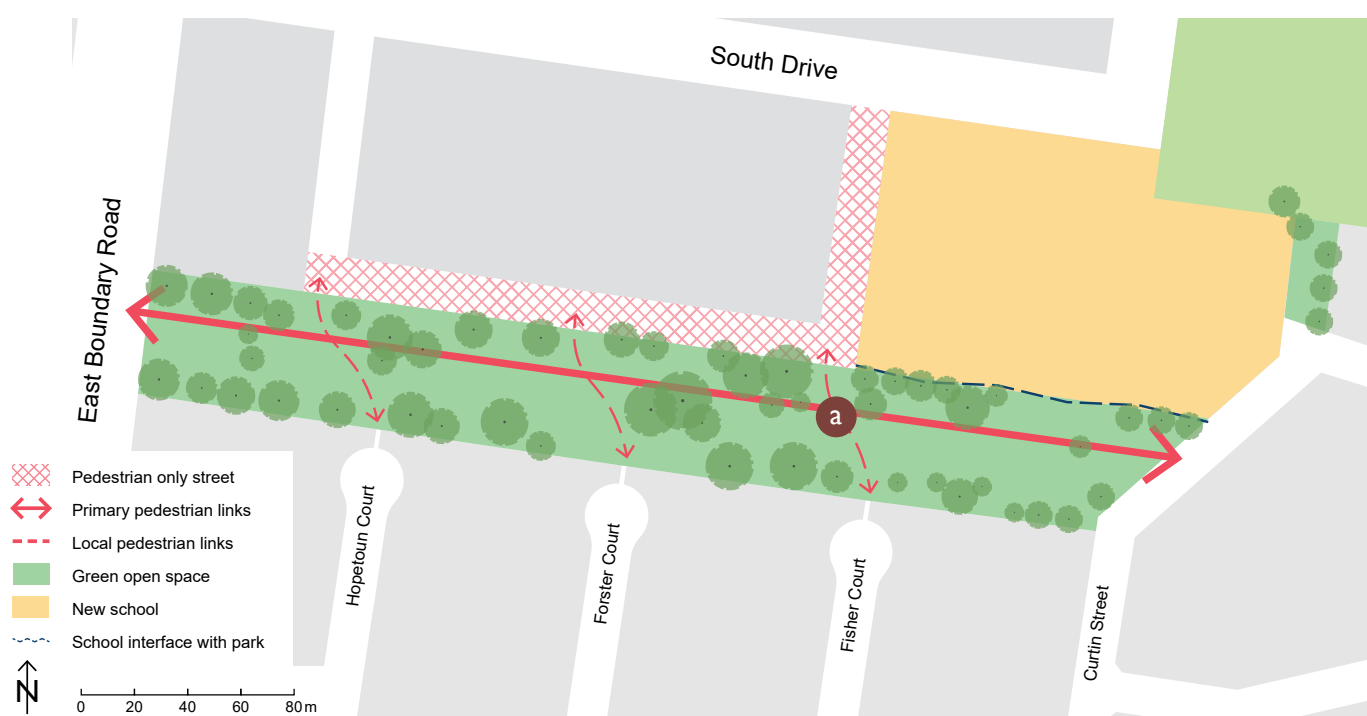 South Drive
East Boundary Road
a
Hopetoun Court
Forster Court
Fisher Court
Curtin Street
Pedestrian only street
Primary pedestrian links
Local pedestrian links
Green open space
New school
School interface with park
N
0 20 40 60 80 m